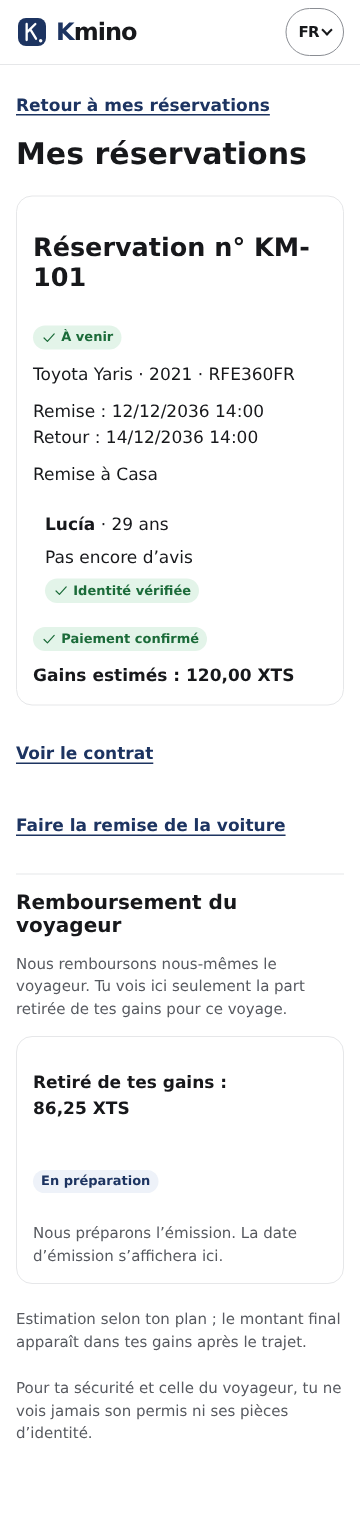 Kmino
FR
Retour à mes réservations
Mes réservations
Réservation n° KM-
101
À venir
Toyota Yaris · 2021 · RFE360FR
Remise : 12/12/2036 14:00
Retour : 14/12/2036 14:00
Remise à Casa
Lucía · 29 ans
Pas encore d’avis
Identité vérifiée
Paiement confirmé
Gains estimés : 120,00 XTS
Voir le contrat
Faire la remise de la voiture
Remboursement du
voyageur
Nous remboursons nous-mêmes le
voyageur. Tu vois ici seulement la part
retirée de tes gains pour ce voyage.
Retiré de tes gains :
86,25 XTS
En préparation
Nous préparons l’émission. La date
d’émission s’affichera ici.
Estimation selon ton plan ; le montant final
apparaît dans tes gains après le trajet.
Pour ta sécurité et celle du voyageur, tu ne
vois jamais son permis ni ses pièces
d’identité.